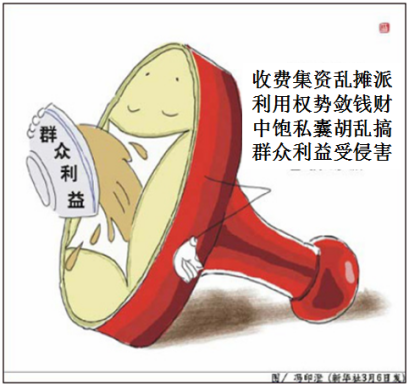 收费集资乱摊派
利用权势敛钱财
中饱私囊胡乱搞
群众利益受侵害
群众利益
图/冯印澄(新华社3月6日发)